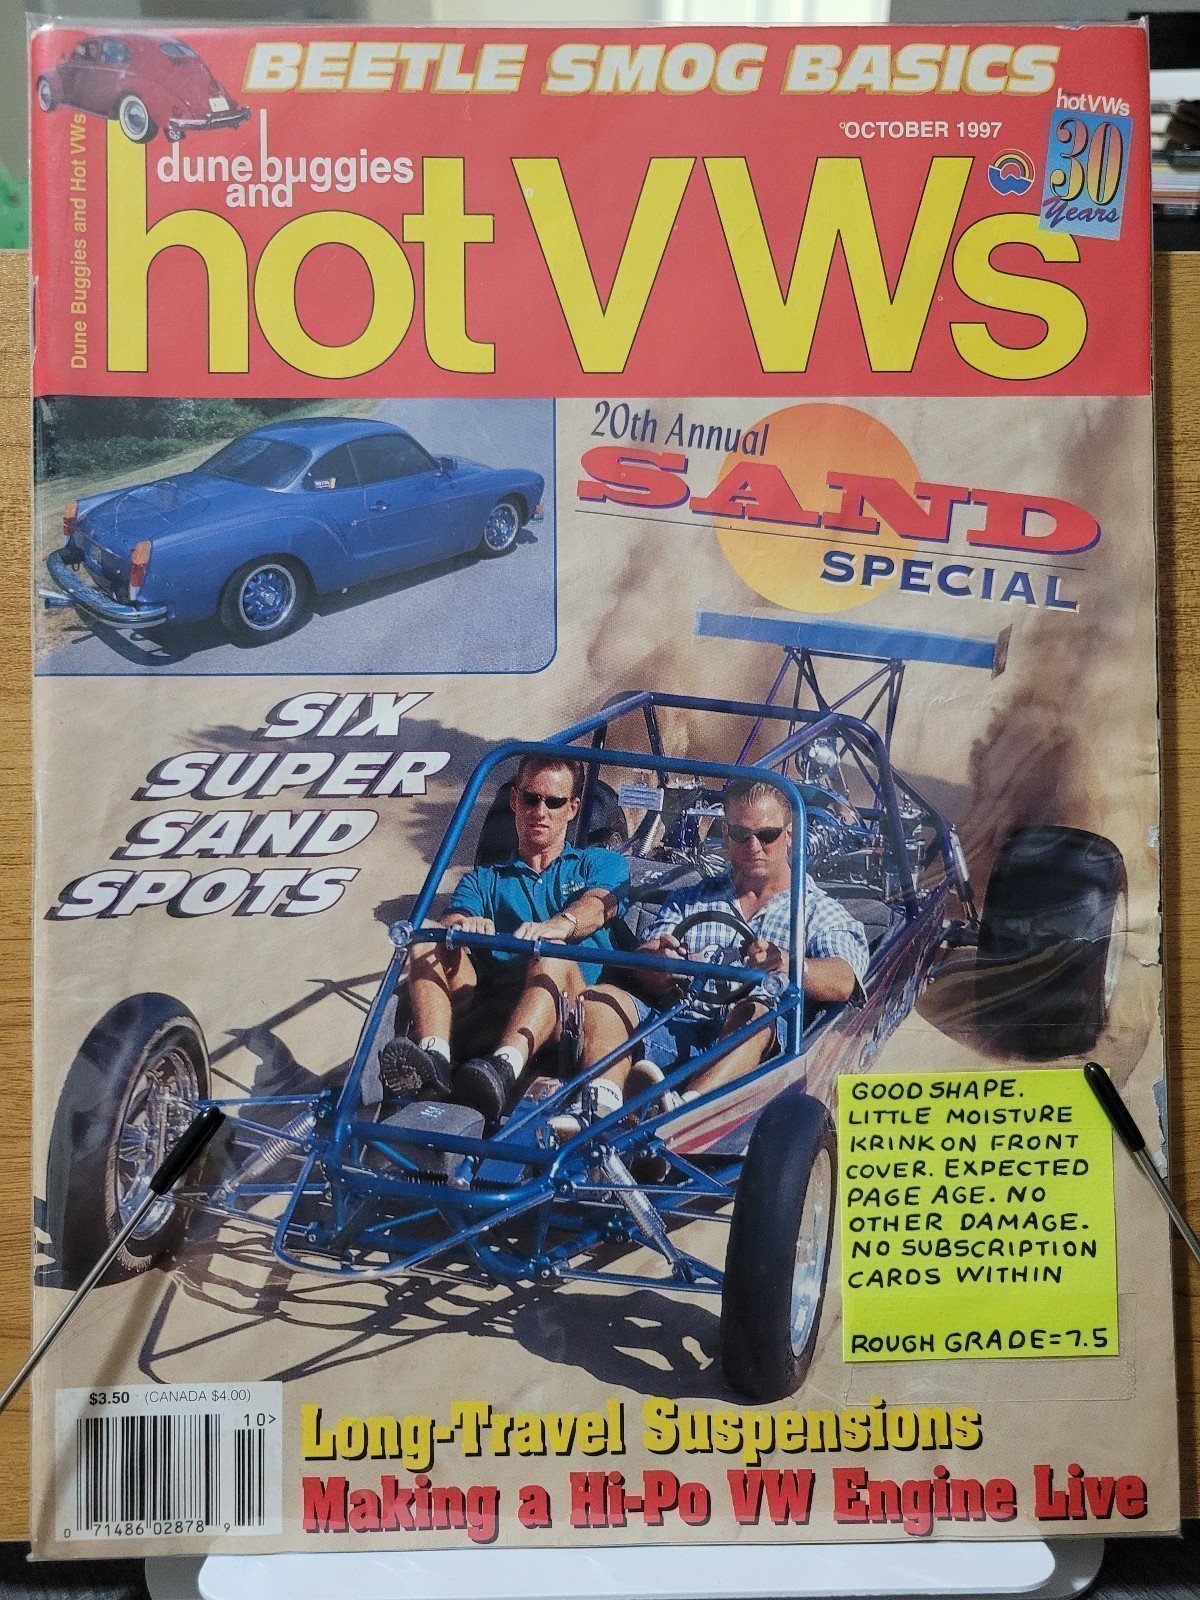 BEETLE SMOG BASICS
Dune Buggies and Hot VWs
dune buggies
and
OCTOBER 1997
hotVWs
30
Years
hot VWs
20th Annual
SAND
SPECIAL
SIX
SUPER
SAND
SPOTS
GOOD SHAPE.
LITTLE MOISTURE
KRINK ON FRONT
COVER. EXPECTED
PAGE AGE. NO
OTHER DAMAGE.
NO SUBSCRIPTION
CARDS WITHIN
ROUGH GRADE=7.5
$3.50 (CANADA $4.00)
10>
0 71486 02878 9
Long-Travel Suspensions
Making a Hi-Po VW Engine Live